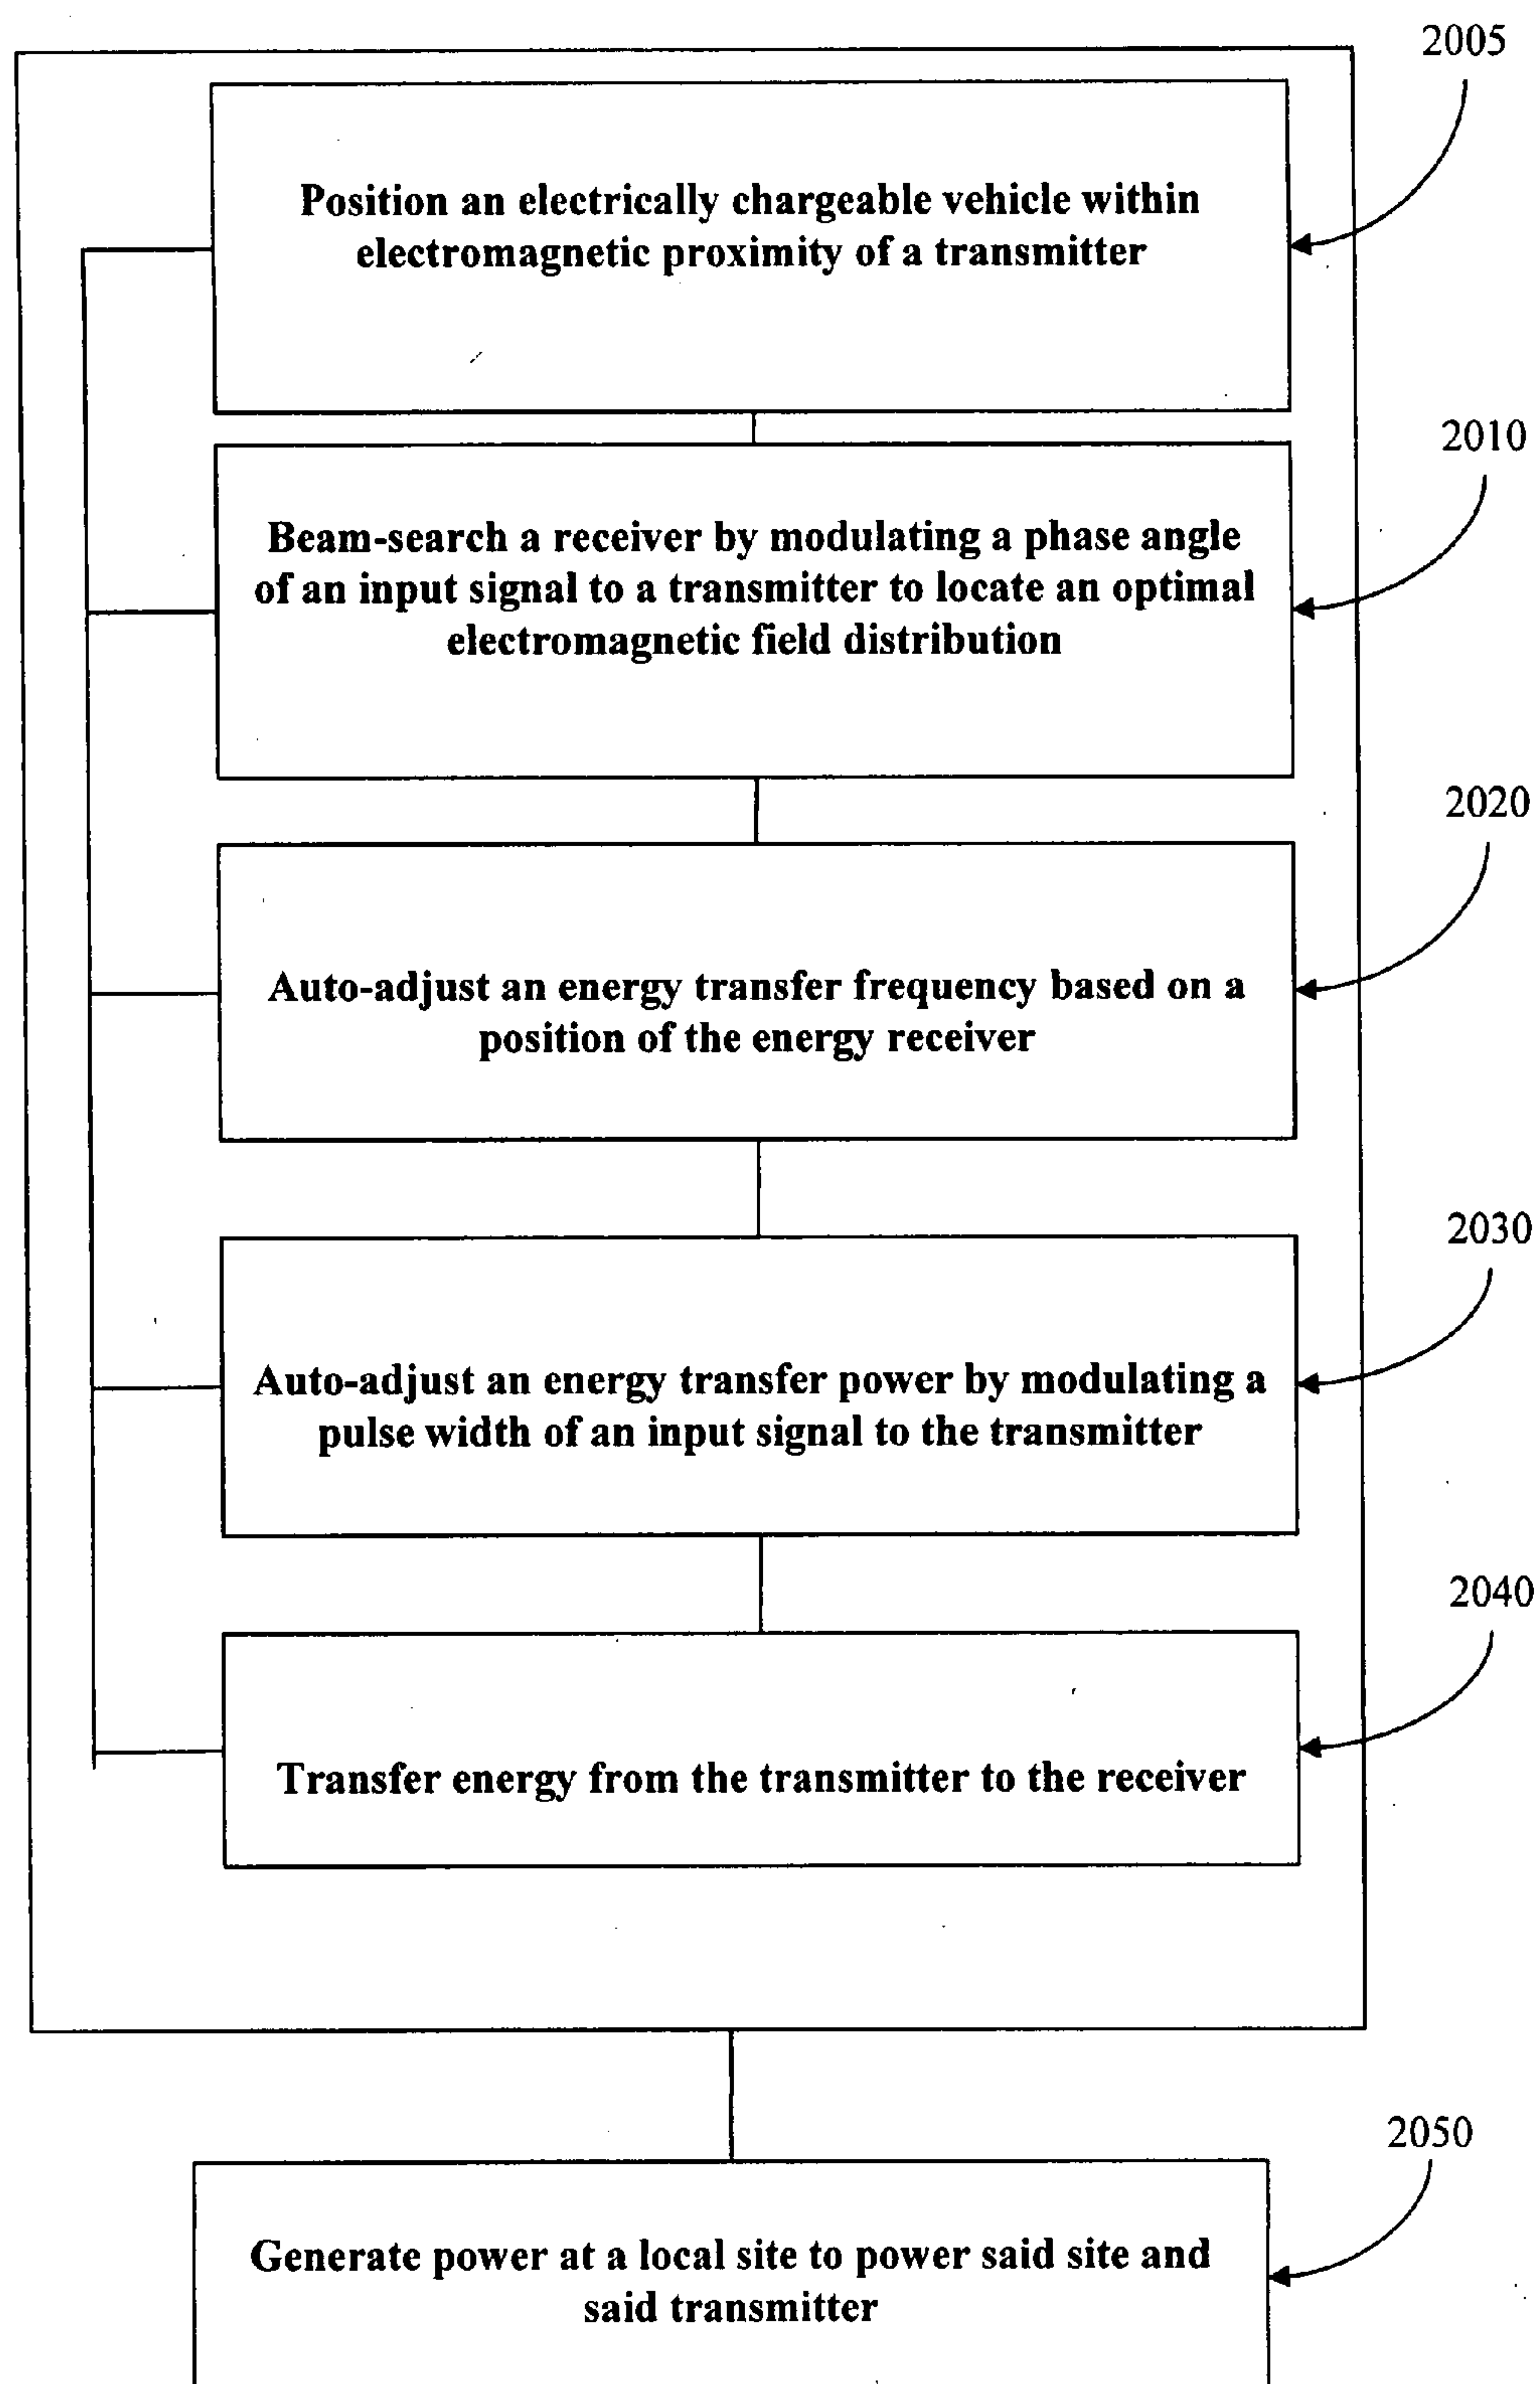 2005
Position an electrically chargeable vehicle within
electromagnetic proximity of a transmitter
2010
Beam-search a receiver by modulating a phase angle
of an input signal to a transmitter to locate an optimal
electromagnetic field distribution
2020
Auto-adjust an energy transfer frequency based on a
position of the energy receiver
2030
Auto-adjust an energy transfer power by modulating a
pulse width of an input signal to the transmitter
2040
Transfer energy from the transmitter to the receiver
2050
Generate power at a local site to power said site and
said transmitter